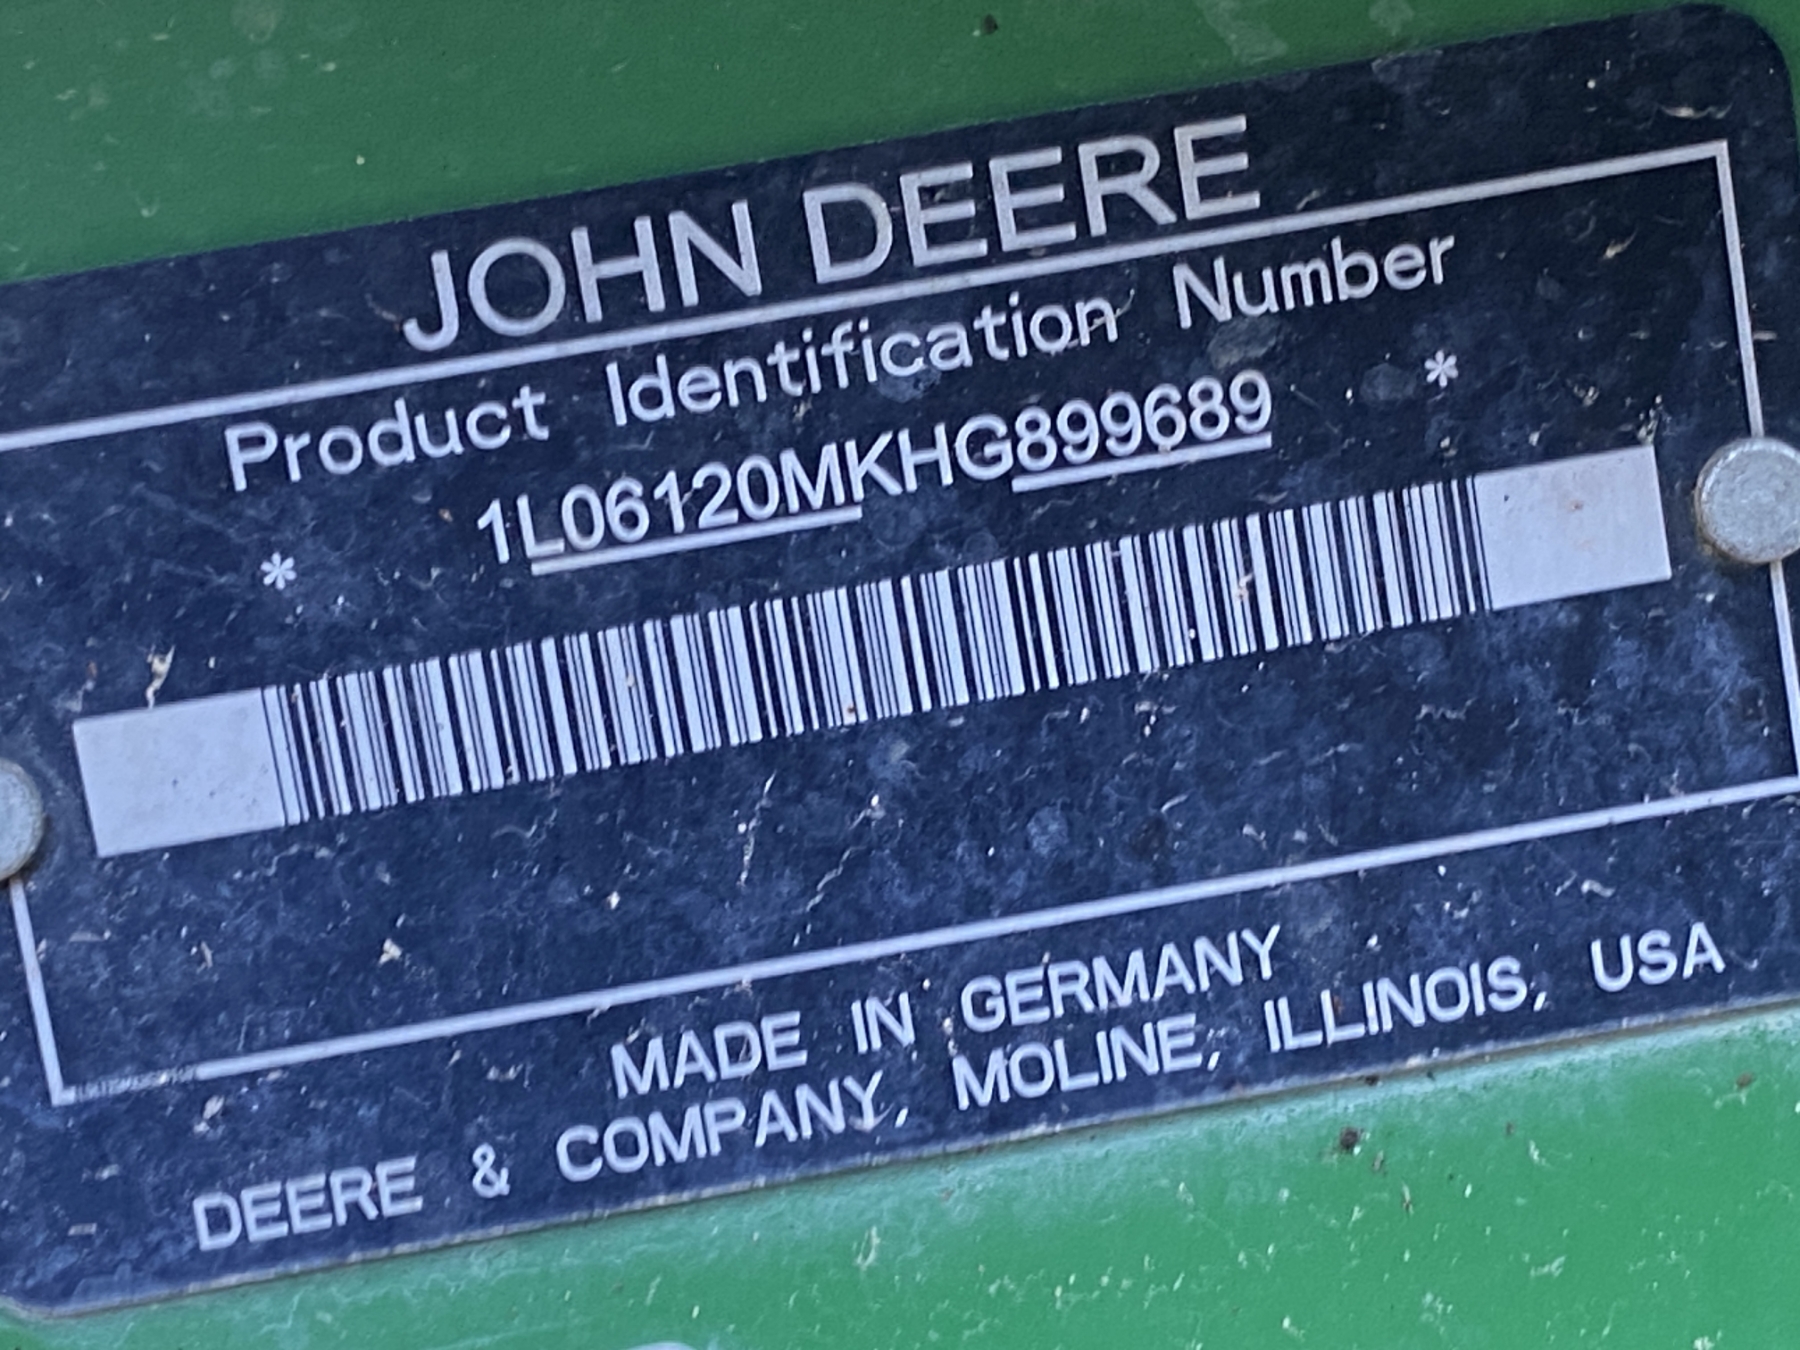 JOHN DEERE
Product Identification Number
* 1L06120MKHG899689 *
MADE IN GERMANY
DEERE & COMPANY, MOLINE, ILLINOIS, USA